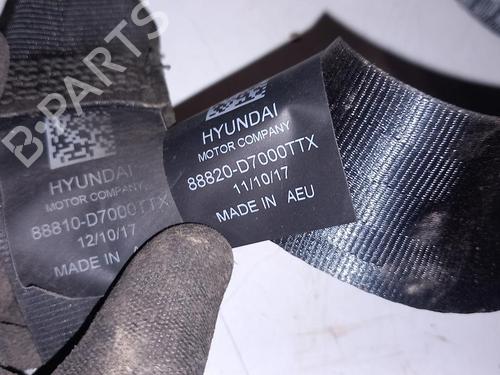 B-PARTS
HYUNDAI
MOTOR COMPANY
88810-D7000TTX
12/10/17
MADE IN AEU
HYUNDAI
MOTOR COMPANY
88820-D7000TTX
11/10/17
MADE IN AEU